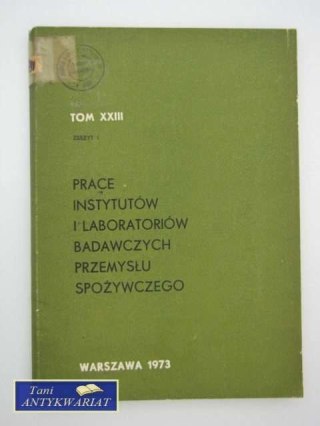 TOM XXIII
ZESZYT 1
PRACE
INSTYTUTÓW
I LABORATORIÓW
BADAWCZYCH
PRZEMYSŁU
SPOŻYWCZEGO
WARSZAWA 1973
Tani
ANTYKWARIAT